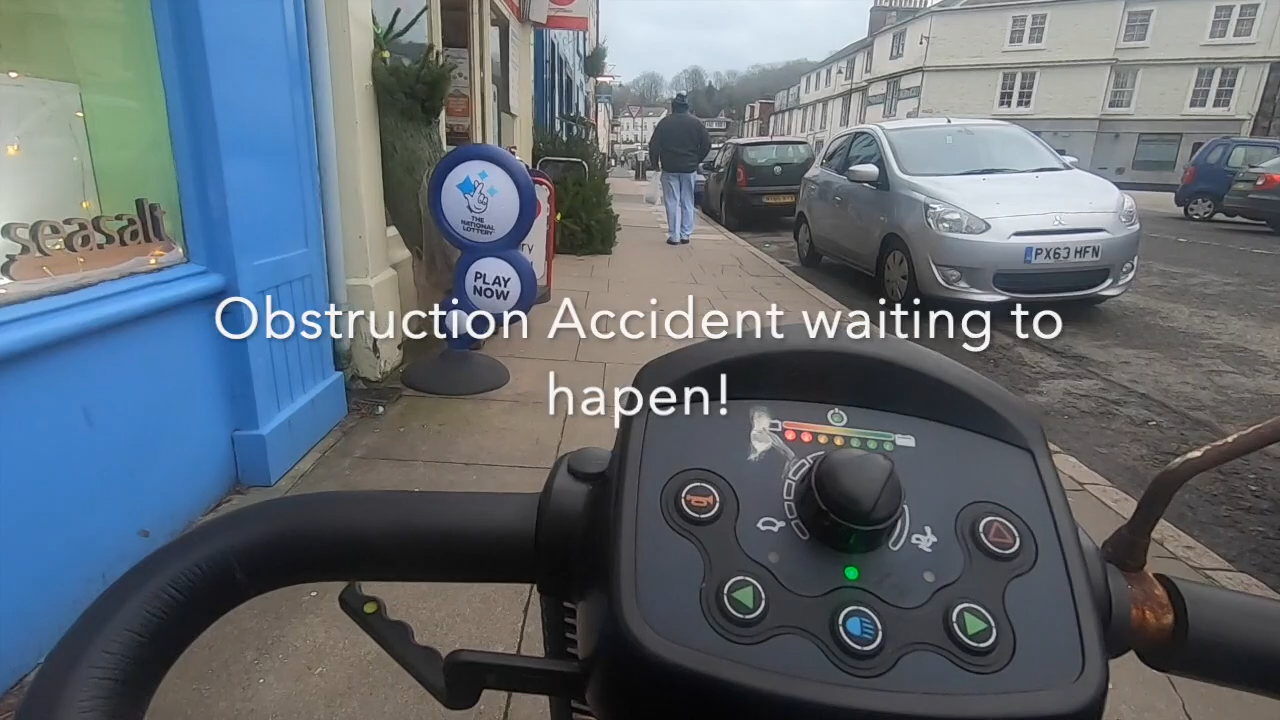 seasalt
THE
NATIONAL
LOTTERY
PLAY
NOW
PX63 HFN
Obstruction Accident waiting to
hapen!